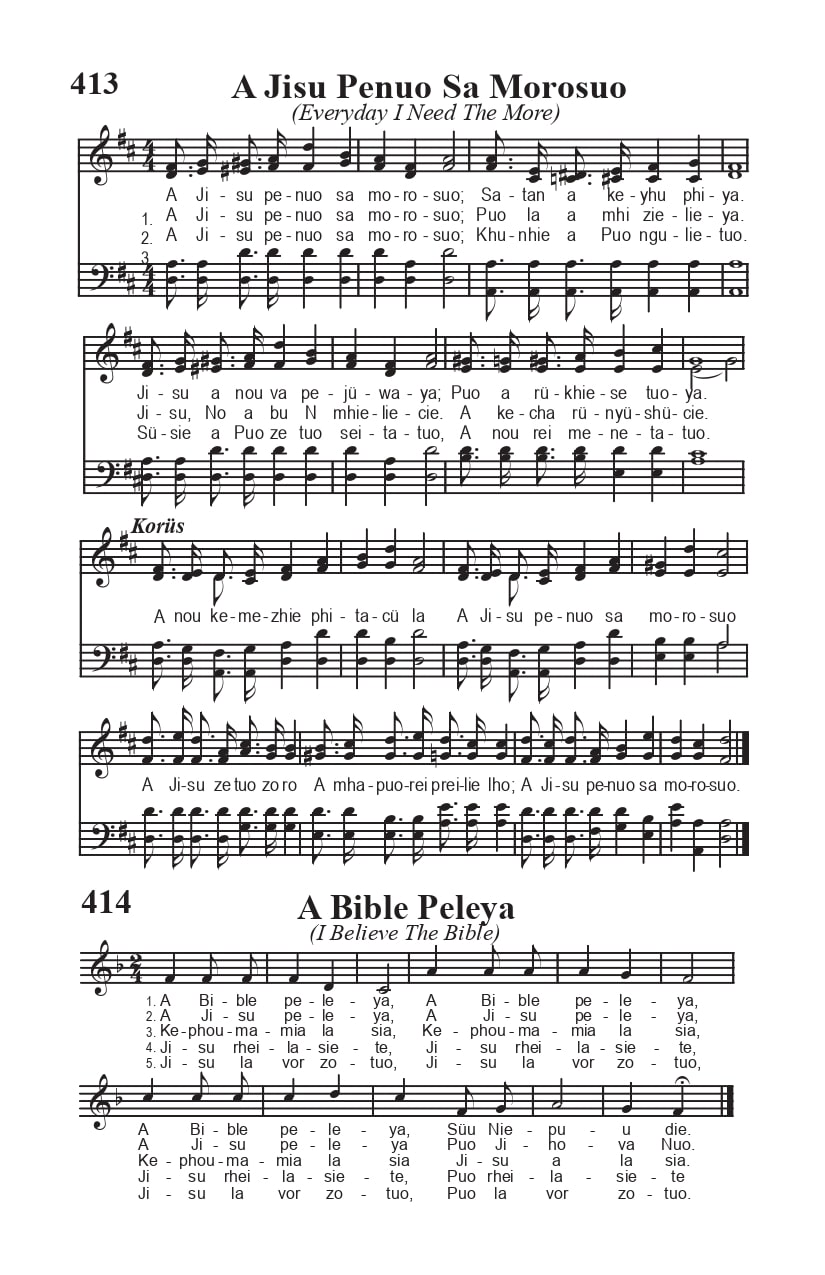 413
A Jisu Penuo Sa Morosuo
(Everyday I Need The More)
A Ji- su pe-nuo sa mo-ro-suo; Sa-tan a ke-yhu phi-ya.
1. A Ji- su pe-nuo sa mo-ro-suo; Puo la a mhi zie-lie-ya.
2. A Ji- su pe-nuo sa mo-ro-suo; Khu-nhie a Puo ngu-lie-tuo.
3
Ji-su a nou va pe-jü-wa-ya; Puo a rü-khie-se tuo-ya.
Ji-su, No a bu N mhie-lie-cie. A ke-cha rü-nyü-shü-cie.
Sü-sie a Puo ze tuo sei-ta-tuo, A nou rei me-ne-ta-tuo.
Korüs
A nou ke-me-zhie phi-ta-cü la A Ji-su pe-nuo sa mo-ro-suo
A Ji-su ze tuo zo ro A mha-puo-rei prei-lie lho; A Ji-su pe-nuo sa mo-ro-suo.
414
A Bible Peleya
(I Believe The Bible)
2/4
1. A Bi - ble pe - le - ya, A Bi - ble pe - le - ya,
2. A Ji - su pe - le - ya, A Ji - su pe - le - ya,
3. Ke-phou-ma-mia la sia, Ke-phou-ma-mia la sia,
4. Ji - su rhei - la-sie - te, Ji - su rhei - la-sie - te,
5. Ji - su la vor zo - tuo, Ji - su la vor zo - tuo,
A Bi - ble pe - le - ya, Süu Nie - pu - u die.
A Ji - su pe - le - ya Puo Ji - ho - va Nuo.
Ke - phou-ma - mia la sia Ji - su a la sia.
Ji - su rhei - la - sie - te, Puo rhei - la - sie - te
Ji - su la vor zo - tuo, Puo la vor zo - tuo.